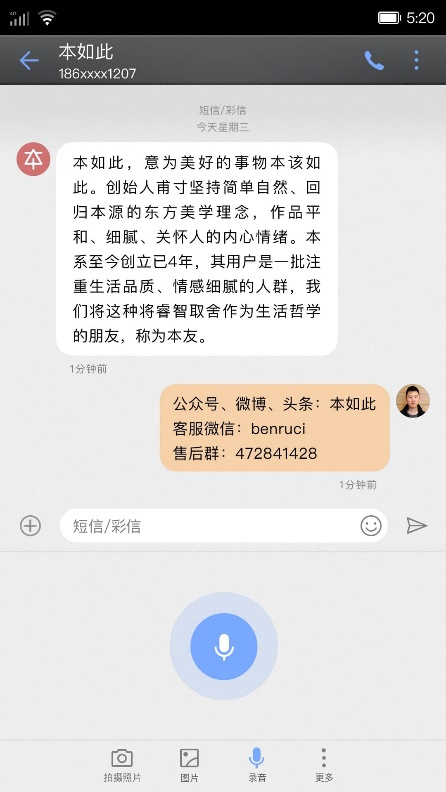 4G
5:20
本如此
186xxxx1207
短信/彩信
今天星期三
本如此，意为美好的事物本该如
此。创始人甫寸坚持简单自然、回
归本源的东方美学理念，作品平
和、细腻、关怀人的内心情绪。本
系至今创立已4年，其用户是一批注
重生活品质、情感细腻的人群，我
们将这种将睿智取舍作为生活哲学
的朋友，称为本友。
1分钟前
公众号、微博、头条：本如此
客服微信：benruci
售后群：472841428
1分钟前
短信/彩信
拍摄照片
图片
录音
更多